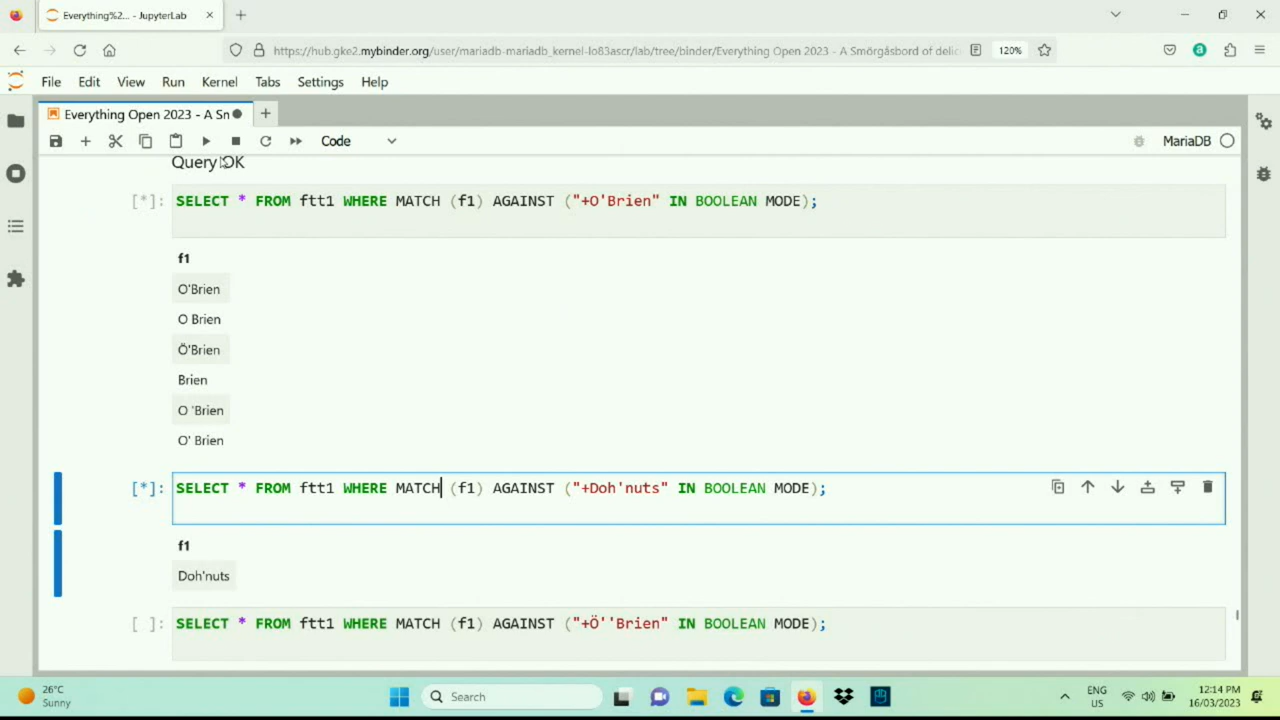 Everything%2... - JupyterLab
https://hub.gke2.mybinder.org/user/mariadb-mariadb_kernel-lo83ascr/lab/tree/binder/Everything Open 2023 - A Smörgåsbord of delic
120%
File Edit View Run Kernel Tabs Settings Help
Everything Open 2023 - A Sm
Code
MariaDB
Query OK
[*]: SELECT * FROM ftt1 WHERE MATCH (f1) AGAINST ("+O'Brien" IN BOOLEAN MODE);
f1
O'Brien
O Brien
Ö'Brien
Brien
O 'Brien
O' Brien
[*]: SELECT * FROM ftt1 WHERE MATCH (f1) AGAINST ("+Doh'nuts" IN BOOLEAN MODE);
f1
Doh'nuts
[ ]: SELECT * FROM ftt1 WHERE MATCH (f1) AGAINST ("+Ö''Brien" IN BOOLEAN MODE);
26°C
Sunny
Search
ENG
US
12:14 PM
16/03/2023